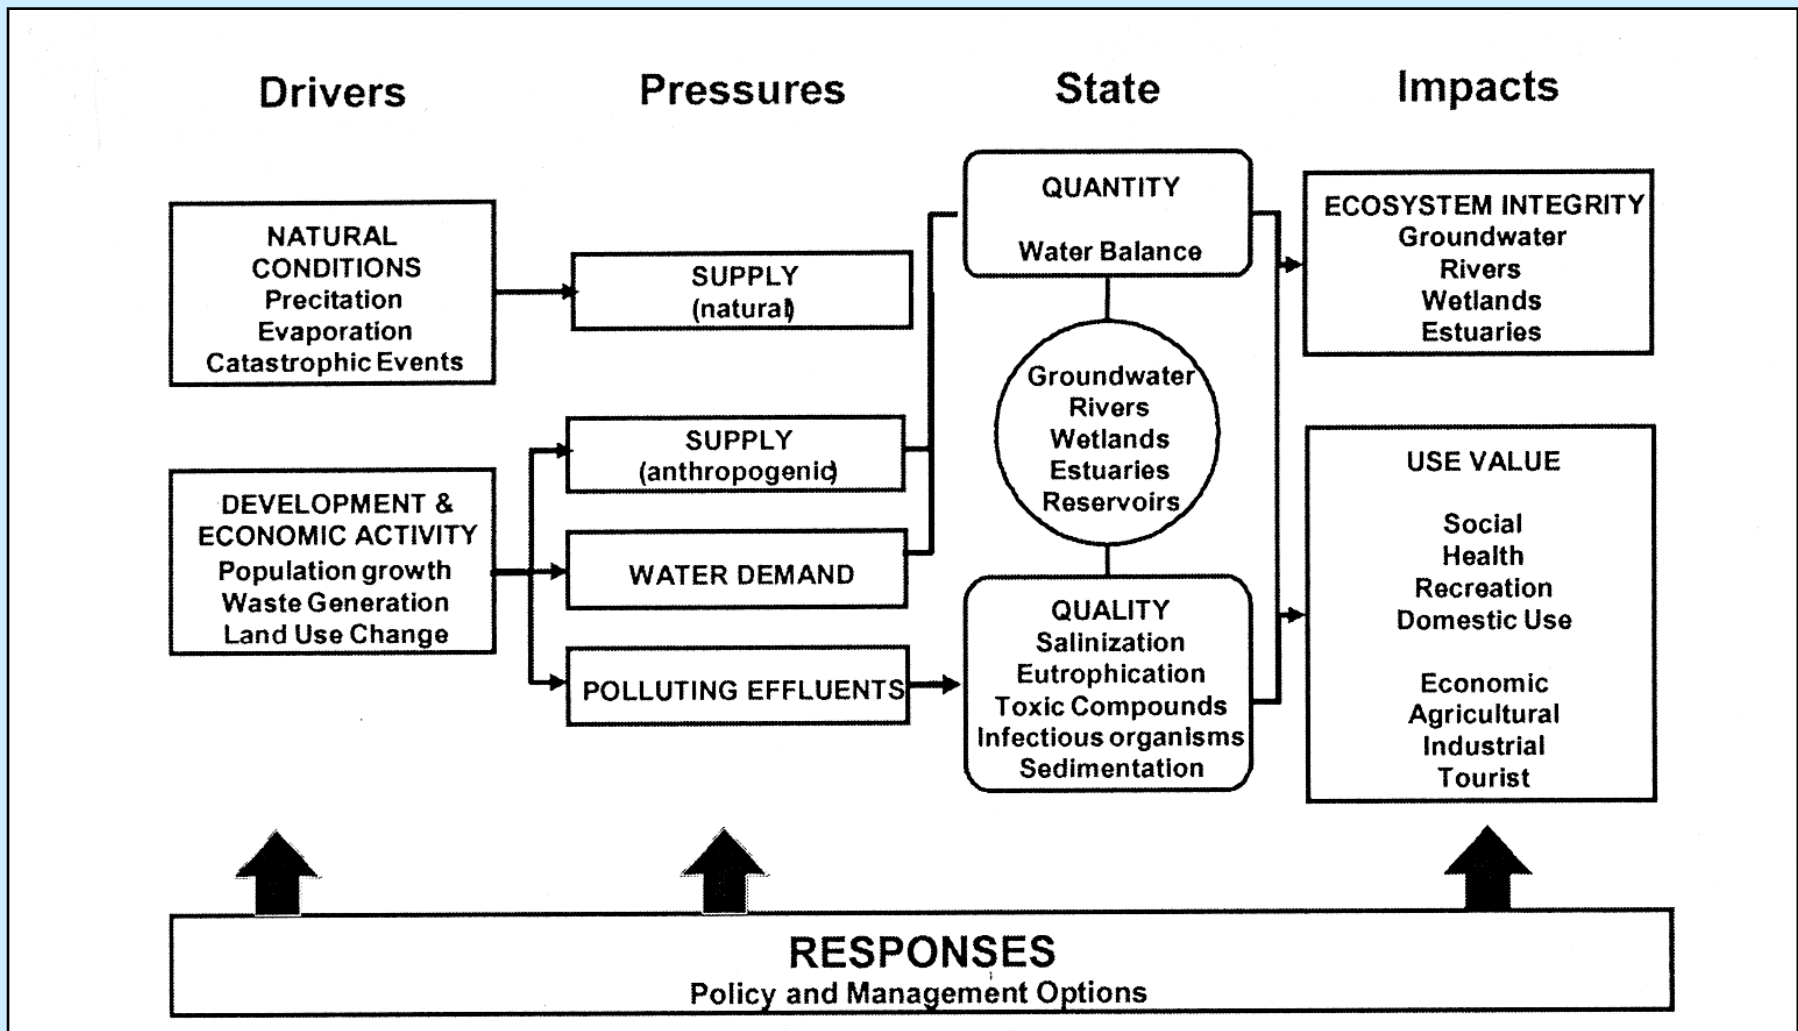 Drivers
Pressures
State
Impacts
NATURAL
CONDITIONS
Precitation
Evaporation
Catastrophic Events
DEVELOPMENT &
ECONOMIC ACTIVITY
Population growth
Waste Generation
Land Use Change
SUPPLY
(natural)
SUPPLY
(anthropogenic)
WATER DEMAND
POLLUTING EFFLUENTS
QUANTITY
Water Balance
Groundwater
Rivers
Wetlands
Estuaries
Reservoirs
QUALITY
Salinization
Eutrophication
Toxic Compounds
Infectious organisms
Sedimentation
ECOSYSTEM INTEGRITY
Groundwater
Rivers
Wetlands
Estuaries
USE VALUE
Social
Health
Recreation
Domestic Use
Economic
Agricultural
Industrial
Tourist
RESPONSES
Policy and Management Options